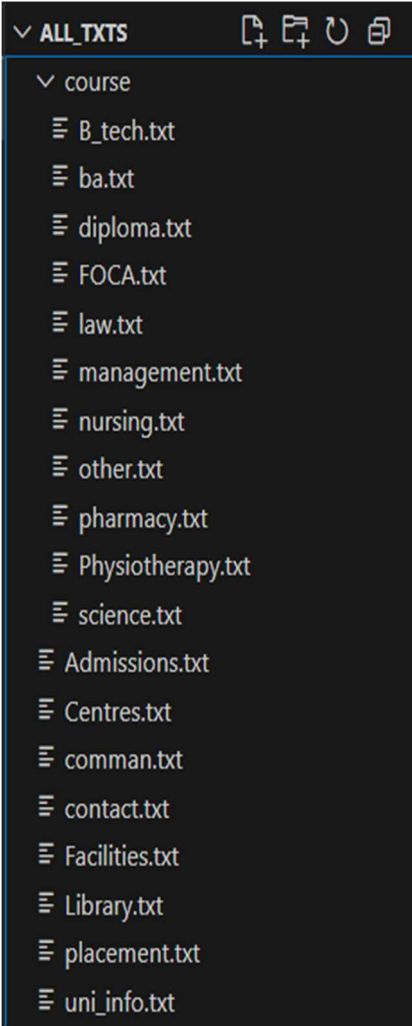 ALL_TXTS
course
B_tech.txt
ba.txt
diploma.txt
FOCA.txt
law.txt
management.txt
nursing.txt
other.txt
pharmacy.txt
Physiotherapy.txt
science.txt
Admissions.txt
Centres.txt
comman.txt
contact.txt
Facilities.txt
Library.txt
placement.txt
uni_info.txt